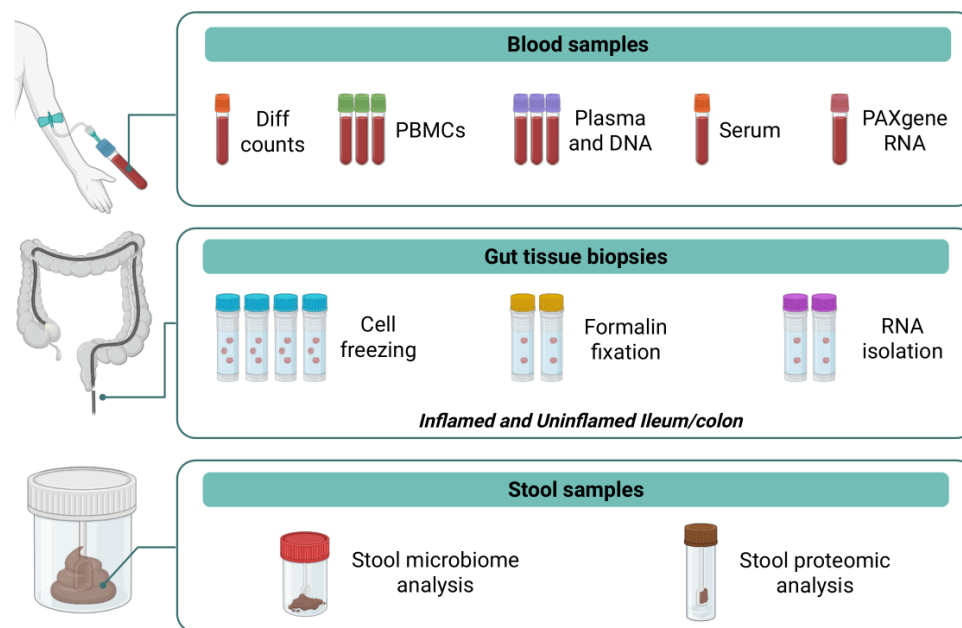 Blood samples
Diff
counts
PBMCs
Plasma
and DNA
Serum
PAXgene
RNA
Gut tissue biopsies
Cell
freezing
Formalin
fixation
RNA
isolation
Inflamed and Uninflamed Ileum/colon
Stool samples
Stool microbiome
analysis
Stool proteomic
analysis